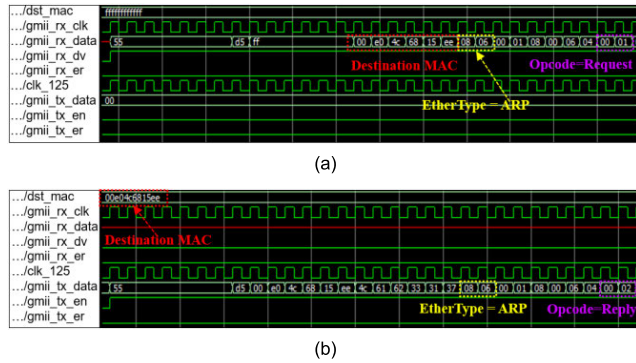 .../dst_mac ffffffffffff
.../gmii_rx_clk
.../gmii_rx_data 55 d5 ff 00 e0 4c 68 15 ee 08 06 00 01 08 00 06 04 00 01
.../gmii_rx_dv Destination MAC Opcode=Request
.../gmii_rx_er
.../clk_125 EtherType = ARP
.../gmii_tx_data 00
.../gmii_tx_en
.../gmii_tx_er
(a)
.../dst_mac 00e04c6815ee
.../gmii_rx_clk
.../gmii_rx_data
.../gmii_rx_dv Destination MAC
.../gmii_rx_er
.../clk_125
.../gmii_tx_data 55 d5 00 e0 4c 68 15 ee 4c 61 62 33 31 37 08 06 00 01 08 00 06 04 00 02
.../gmii_tx_en EtherType = ARP Opcode=Reply
.../gmii_tx_er
(b)